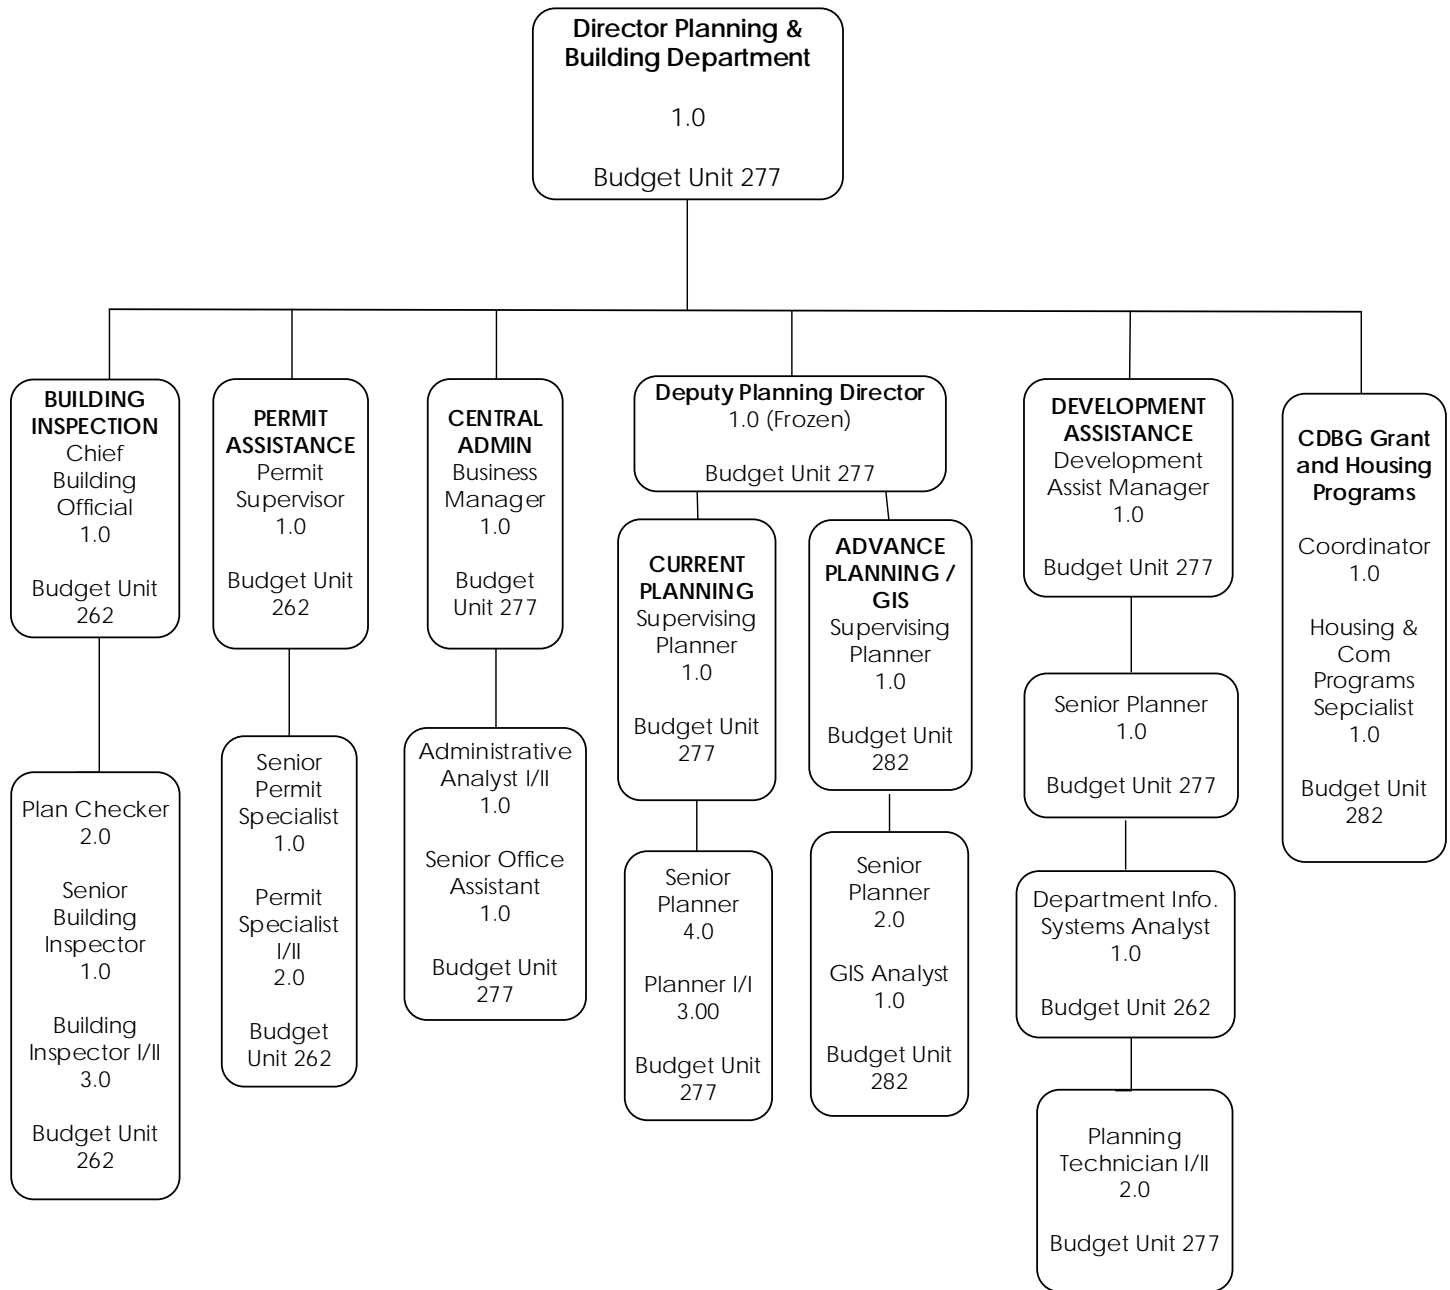 Director Planning &
Building Department
1.0
Budget Unit 277
BUILDING
INSPECTION
Chief
Building
Official
1.0
Budget Unit
262
Plan Checker
2.0
Senior
Building
Inspector
1.0
Building
Inspector I/II
3.0
Budget Unit
262
PERMIT
ASSISTANCE
Permit
Supervisor
1.0
Budget Unit
262
Senior
Permit
Specialist
1.0
Permit
Specialist
I/II
2.0
Budget
Unit 262
CENTRAL
ADMIN
Business
Manager
1.0
Budget
Unit 277
Administrative
Analyst I/II
1.0
Senior Office
Assistant
1.0
Budget Unit
277
Deputy Planning Director
1.0 (Frozen)
Budget Unit 277
CURRENT
PLANNING
Supervising
Planner
1.0
Budget Unit
277
Senior
Planner
4.0
Planner I/I
3.00
Budget Unit
277
ADVANCE
PLANNING /
GIS
Supervising
Planner
1.0
Budget Unit
282
Senior
Planner
2.0
GIS Analyst
1.0
Budget Unit
282
DEVELOPMENT
ASSISTANCE
Development
Assist Manager
1.0
Budget Unit 277
Senior Planner
1.0
Budget Unit 277
Department Info.
Systems Analyst
1.0
Budget Unit 262
Planning
Technician I/II
2.0
Budget Unit 277
CDBG Grant
and Housing
Programs
Coordinator
1.0
Housing &
Com
Programs
Sepcialist
1.0
Budget Unit
282